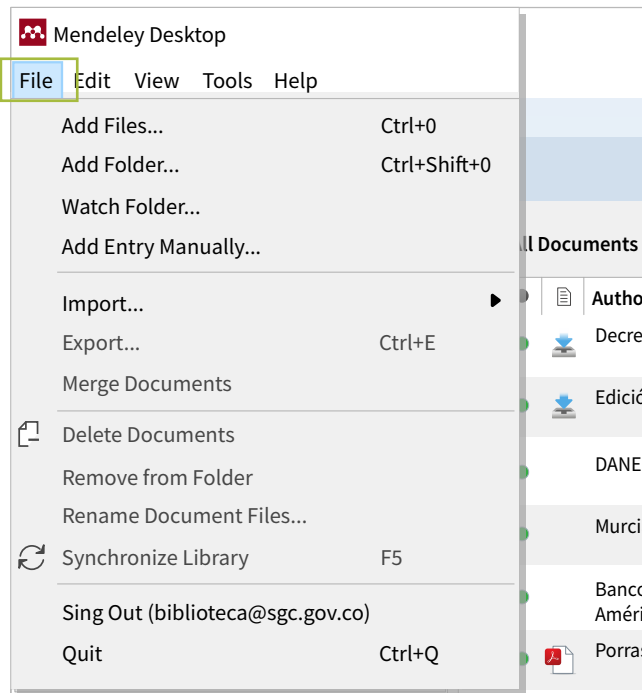 Mendeley Desktop
File Edit View Tools Help
Add Files... Ctrl+0
Add Folder... Ctrl+Shift+0
Watch Folder...
Add Entry Manually...
Import...
Export... Ctrl+E
Merge Documents
Delete Documents
Remove from Folder
Rename Document Files...
Synchronize Library F5
Sing Out (biblioteca@sgc.gov.co)
Quit Ctrl+Q
ll Documents
Autho
Decre
Edició
DANE
Murci
Banco
Améri
Porras